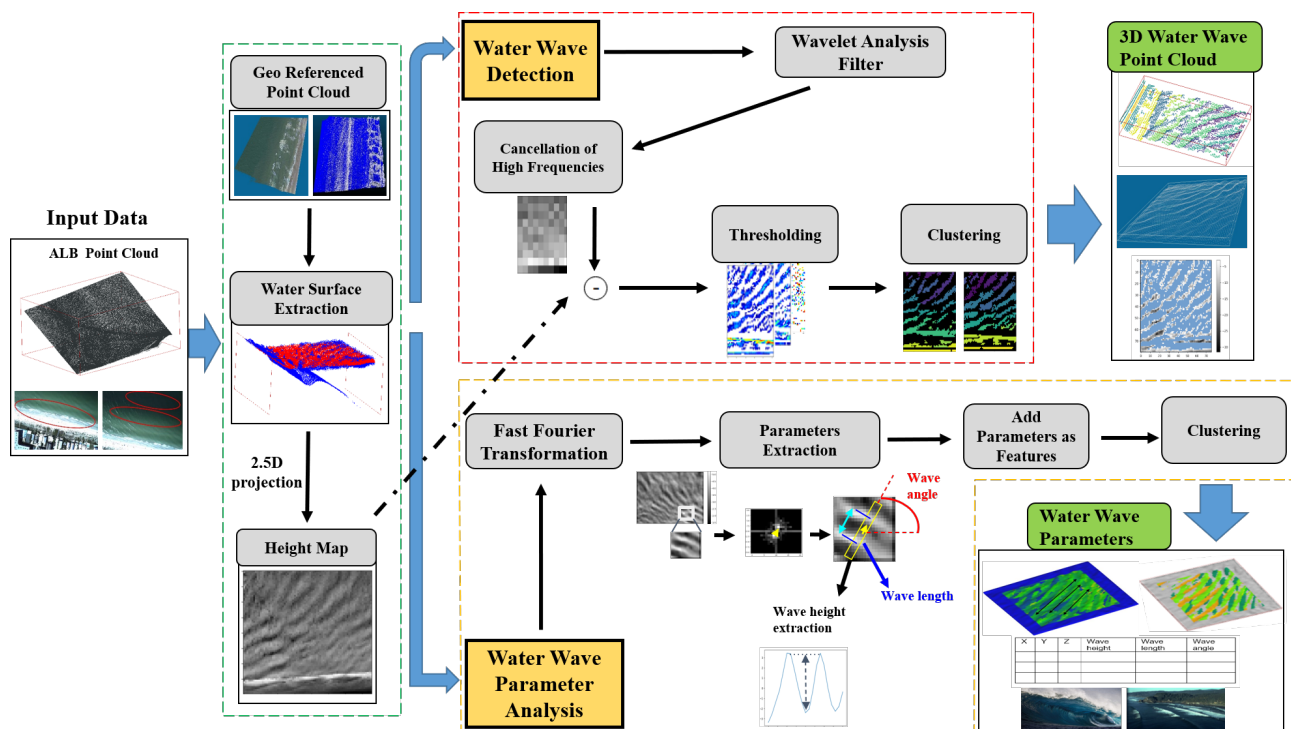 Input Data
ALB Point Cloud
Geo Referenced
Point Cloud
Water Surface
Extraction
2.5D
projection
Height Map
Water Wave
Detection
Wavelet Analysis
Filter
Cancellation of
High Frequencies
-
Thresholding
Clustering
3D Water Wave
Point Cloud
Water Wave
Parameter
Analysis
Fast Fourier
Transformation
Parameters
Extraction
Wave
angle
Wave length
Wave height
extraction
Add
Parameters as
Features
Clustering
Water Wave
Parameters
X Y Z Wave height Wave length Wave angle